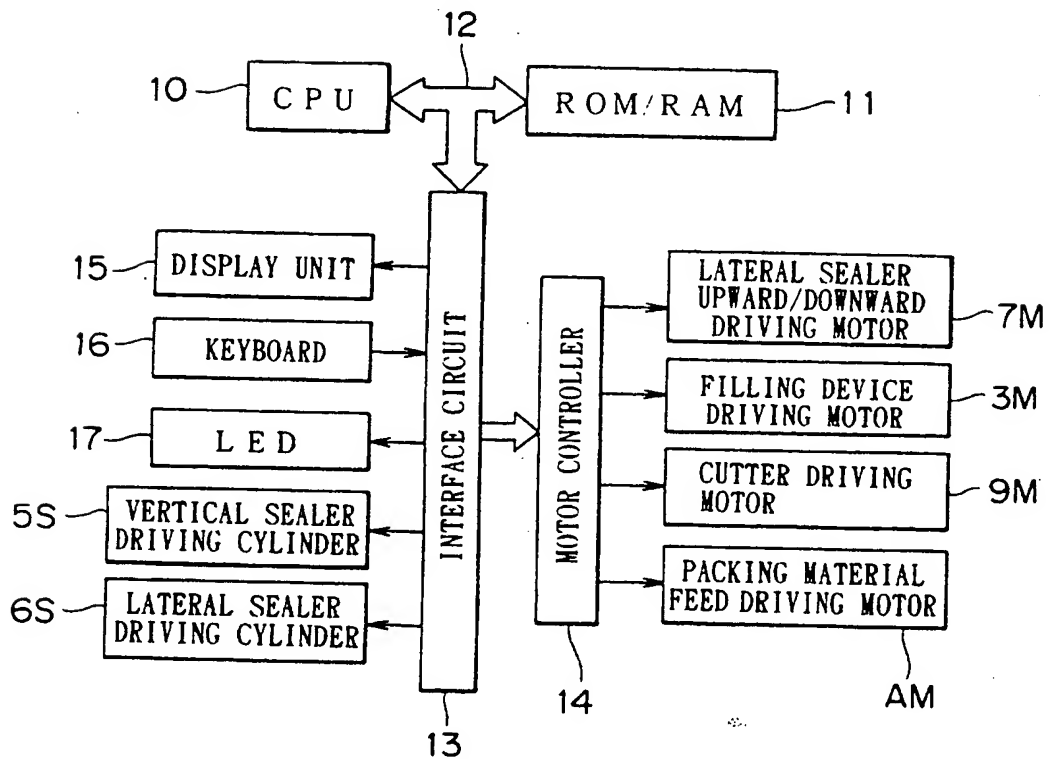 12
10
CPU
ROM/RAM
11
15
DISPLAY UNIT
16
KEYBOARD
17
LED
5S
VERTICAL SEALER
DRIVING CYLINDER
6S
LATERAL SEALER
DRIVING CYLINDER
INTERFACE CIRCUIT
13
MOTOR CONTROLLER
14
LATERAL SEALER
UPWARD/DOWNWARD
DRIVING MOTOR
7M
FILLING DEVICE
DRIVING MOTOR
3M
CUTTER DRIVING
MOTOR
9M
PACKING MATERIAL
FEED DRIVING MOTOR
AM